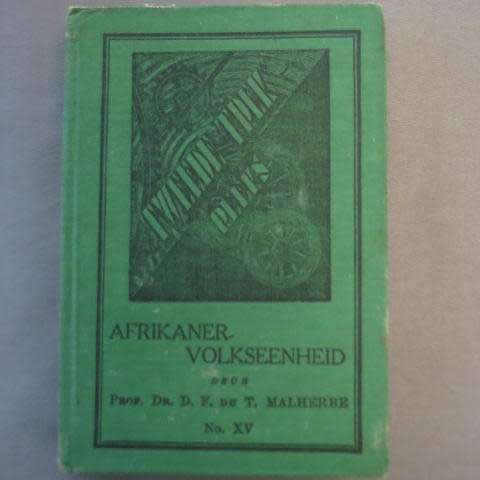 TWEEDE TREK
REEKS
AFRIKANER-
VOLKSEENHEID
DEUR
PROF. DR. D. F. DU T. MALHERBE
No. XV